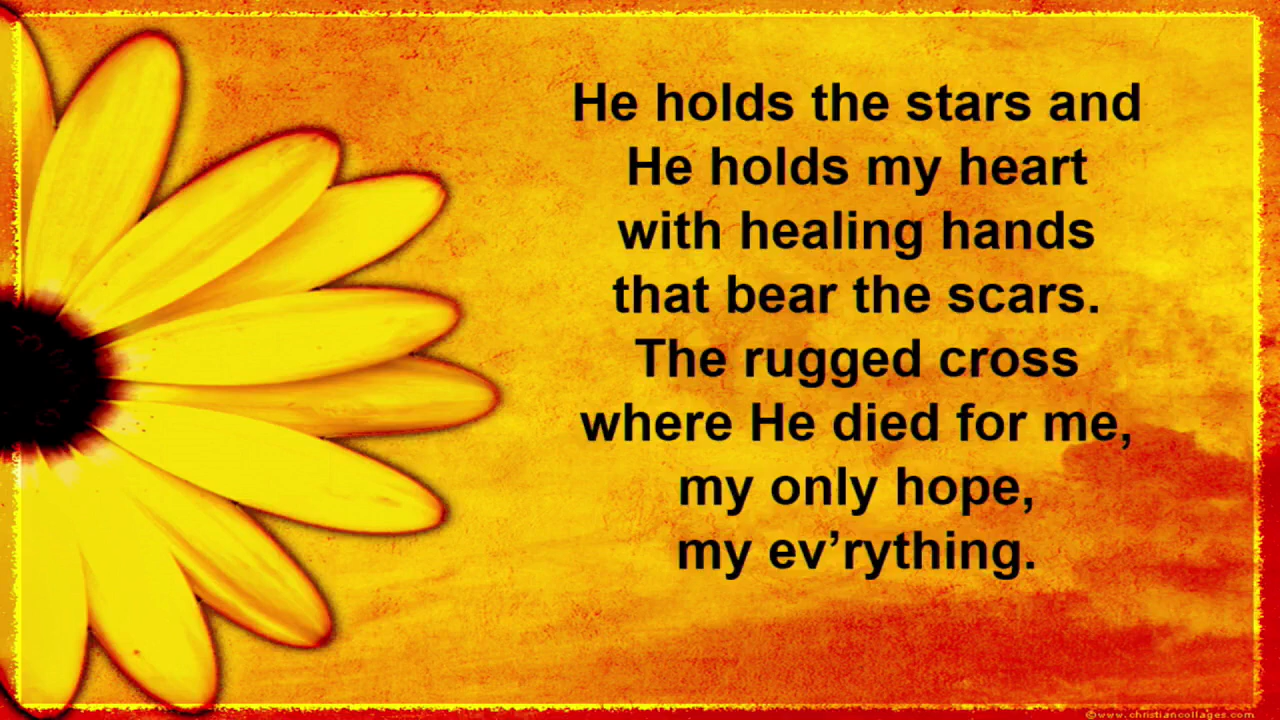 He holds the stars and
He holds my heart
with healing hands
that bear the scars.
The rugged cross
where He died for me,
my only hope,
my ev’rything.
©www.christiancollages.com